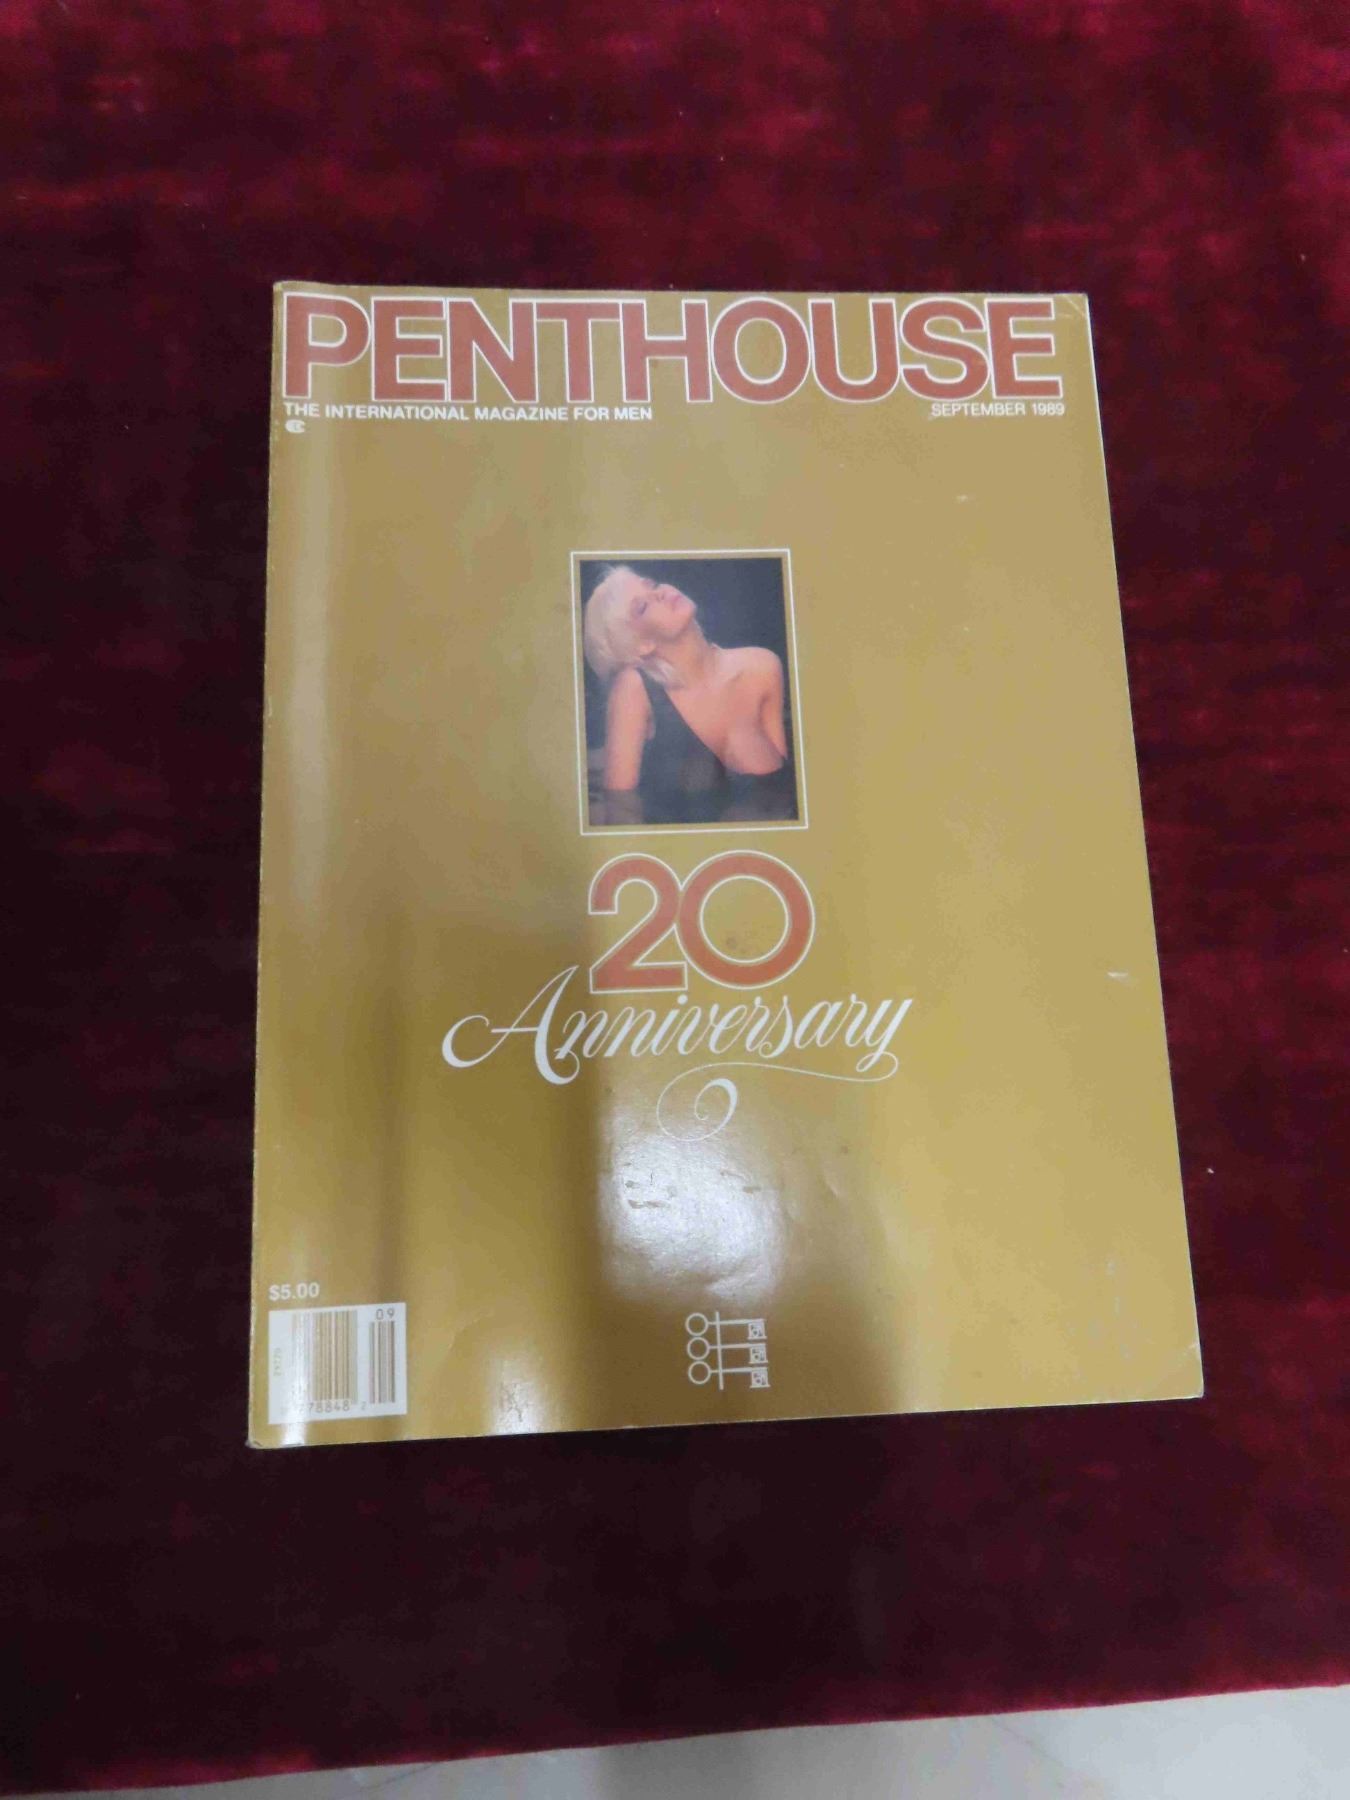 PENTHOUSE
THE INTERNATIONAL MAGAZINE FOR MEN
SEPTEMBER 1989
20
Anniversary
$5.00
09